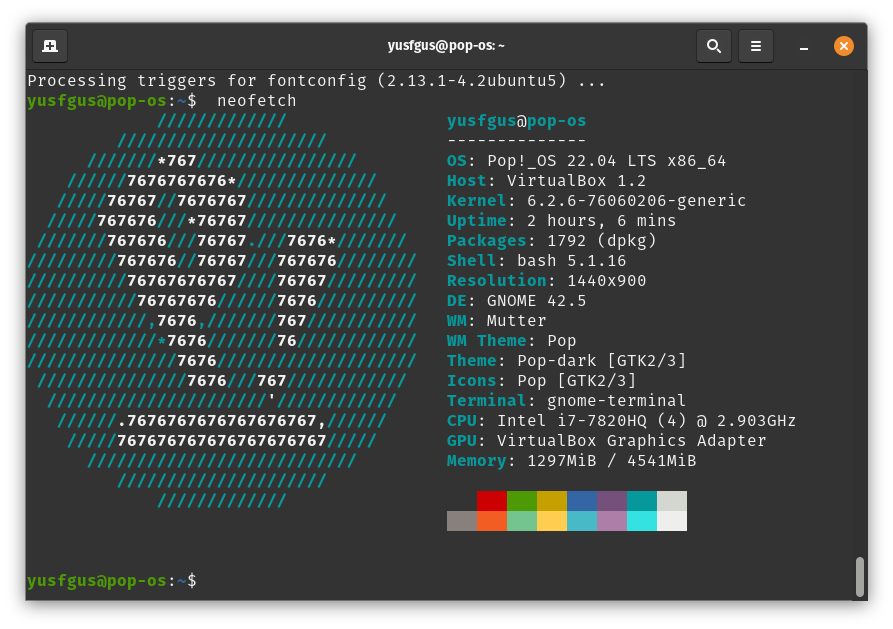 yusfgus@pop-os: ~
Processing triggers for fontconfig (2.13.1-4.2ubuntu5) ...
yusfgus@pop-os:~$  neofetch
             /////////////                yusfgus@pop-os
         /////////////////////            --------------
      ///////*767////////////////         OS: Pop!_OS 22.04 LTS x86_64
    //////7676767676*//////////////       Host: VirtualBox 1.2
   /////76767//7676767//////////////      Kernel: 6.2.6-76060206-generic
  /////767676///*76767///////////////     Uptime: 2 hours, 6 mins
 ///////767676///76767.///7676*///////    Packages: 1792 (dpkg)
/////////767676//76767///767676////////   Shell: bash 5.1.16
//////////76767676767////76767/////////   Resolution: 1440x900
///////////76767676//////7676//////////   DE: GNOME 42.5
////////////,7676,///////767///////////   WM: Mutter
/////////////*7676///////76////////////   WM Theme: Pop
///////////////7676////////////////////   Theme: Pop-dark [GTK2/3]
 ///////////////7676///767////////////    Icons: Pop [GTK2/3]
  //////////////////////'////////////     Terminal: gnome-terminal
   //////.7676767676767676767,//////      CPU: Intel i7-7820HQ (4) @ 2.903GHz
    /////767676767676767676767/////       GPU: VirtualBox Graphics Adapter
      ///////////////////////////         Memory: 1297MiB / 4541MiB
         /////////////////////
             /////////////
yusfgus@pop-os:~$